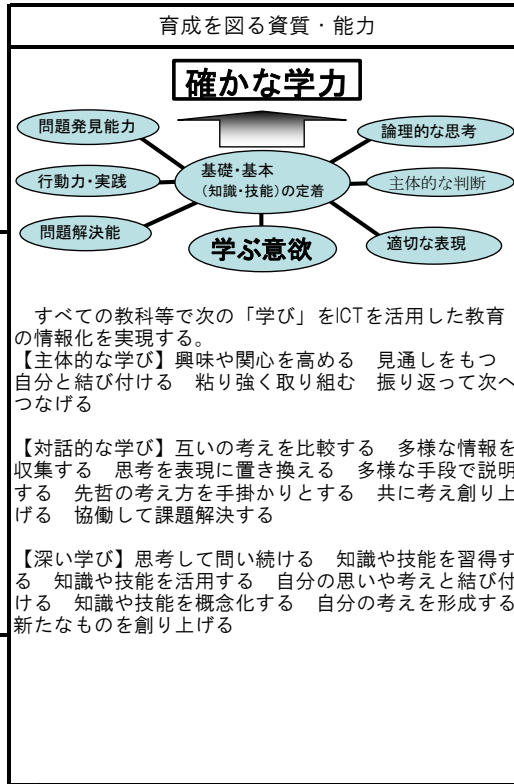 育成を図る資質・能力
確かな学力
問題発見能力
論理的な思考
行動力・実践
基礎・基本
(知識・技能)の定着
主体的な判断
問題解決能
学ぶ意欲
適切な表現
すべての教科等で次の「学び」をICTを活用した教育
の情報化を実現する。
【主体的な学び】興味や関心を高める　見通しをもつ
自分と結び付ける　粘り強く取り組む　振り返って次へ
つなげる
【対話的な学び】互いの考えを比較する　多様な情報を
収集する　思考を表現に置き換える　多様な手段で説明
する　先哲の考え方を手掛かりとする　共に考え創り上
げる　協働して課題解決する
【深い学び】思考して問い続ける　知識や技能を習得す
る　知識や技能を活用する　自分の思いや考えと結び付
ける　知識や技能を概念化する　自分の考えを形成する
新たなものを創り上げる